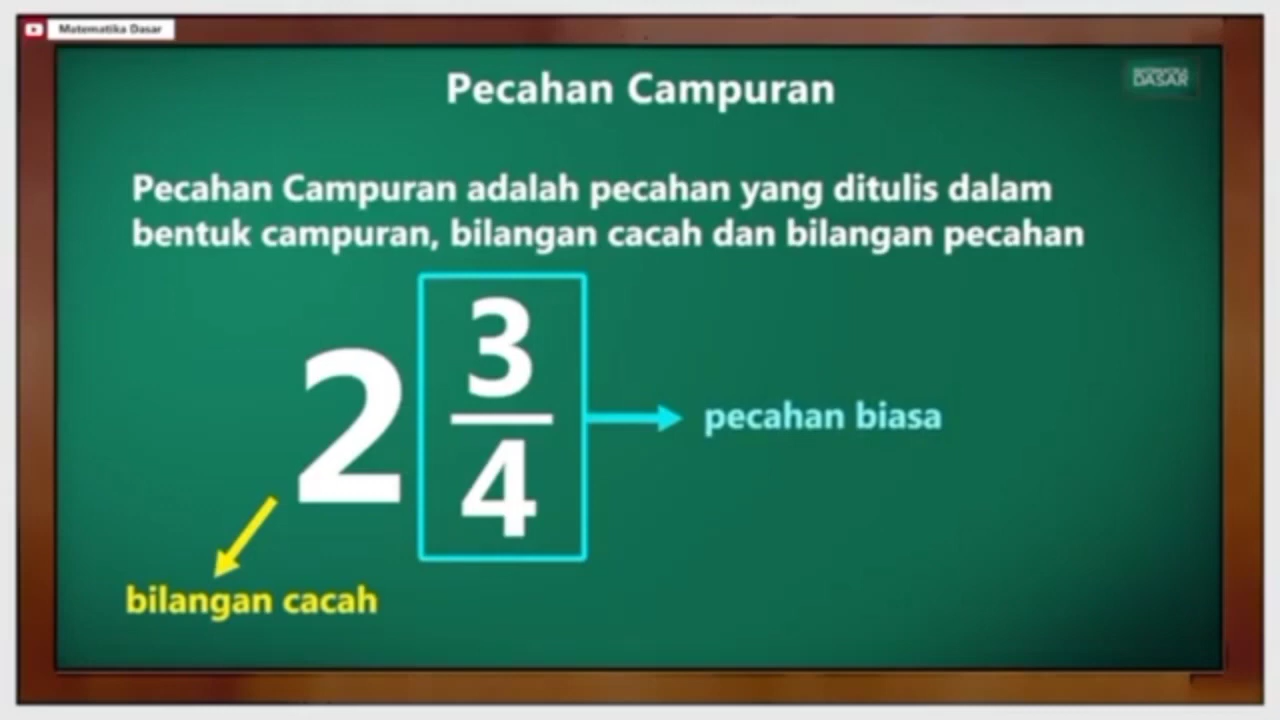 Matematika Dasar
Pecahan Campuran
DASAR
Pecahan Campuran adalah pecahan yang ditulis dalam
bentuk campuran, bilangan cacah dan bilangan pecahan
2 3
4
pecahan biasa
bilangan cacah